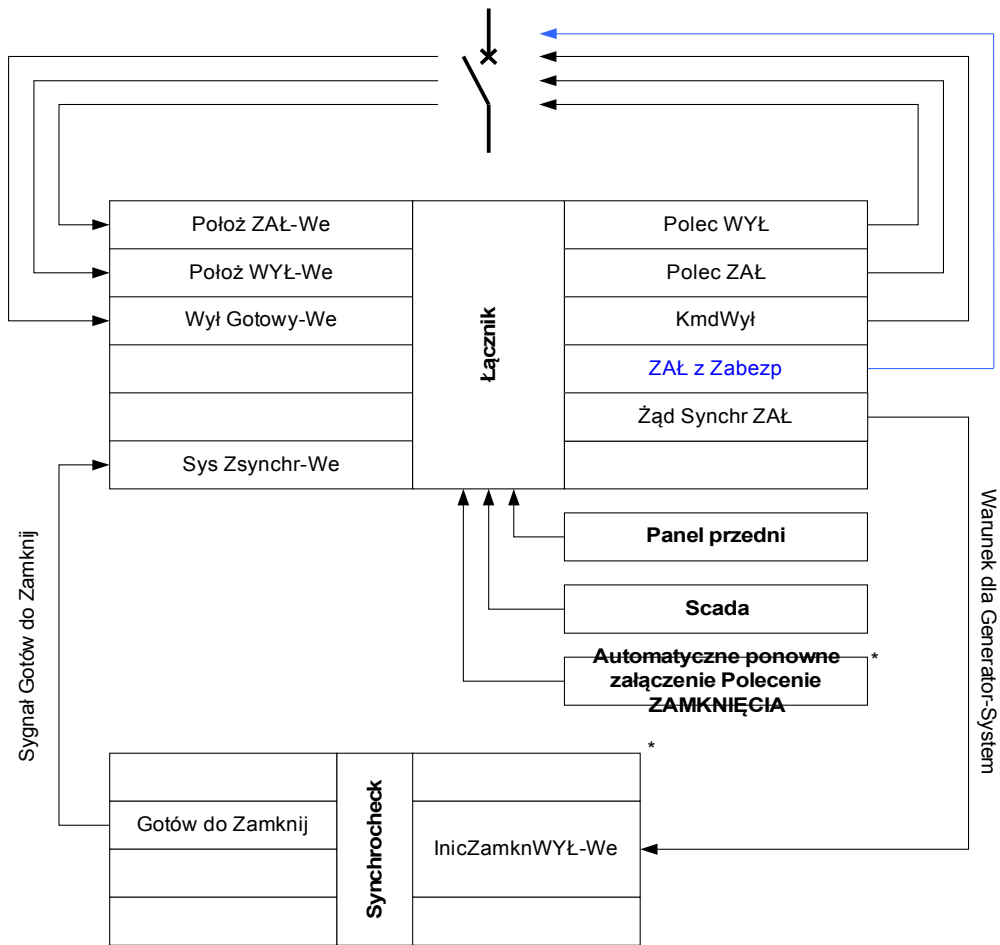 Położ ZAŁ-We
Polec WYŁ
Położ WYŁ-We
Polec ZAŁ
Wył Gotowy-We
KmdWył
Łącznik
ZAŁ z Zabezp
Żąd Synchr ZAŁ
Sys Zsynchr-We
Panel przedni
Scada
Automatyczne ponowne
załączenie Polecenie
ZAMKNIĘCIA
*
Sygnał Gotów do Zamknij
Warunek dla Generator-System
*
Gotów do Zamknij
Synchrocheck
InicZamknWYŁ-We